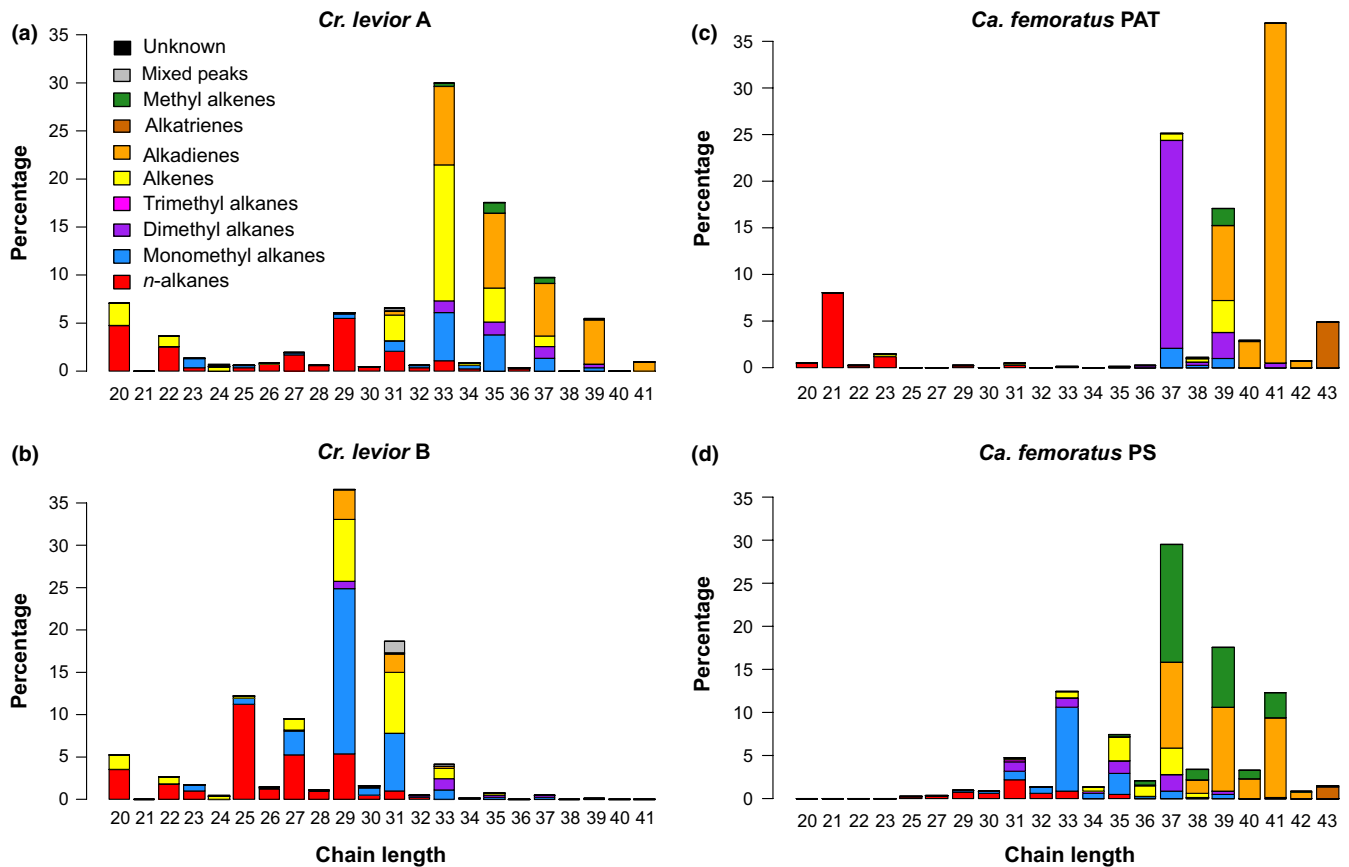 (a)
Cr. levior A
35
30
25
20
15
10
5
0
Percentage
Unknown
Mixed peaks
Methyl alkenes
Alkatrienes
Alkadienes
Alkenes
Trimethyl alkanes
Dimethyl alkanes
Monomethyl alkanes
n-alkanes
20 21 22 23 24 25 26 27 28 29 30 31 32 33 34 35 36 37 38 39 40 41
(c)
Ca. femoratus PAT
35
30
25
20
15
10
5
0
Percentage
20 21 22 23 25 27 29 30 31 32 33 34 35 36 37 38 39 40 41 42 43
(b)
Cr. levior B
35
30
25
20
15
10
5
0
Percentage
20 21 22 23 24 25 26 27 28 29 30 31 32 33 34 35 36 37 38 39 40 41
Chain length
(d)
Ca. femoratus PS
35
30
25
20
15
10
5
0
Percentage
20 21 22 23 25 27 29 30 31 32 33 34 35 36 37 38 39 40 41 42 43
Chain length